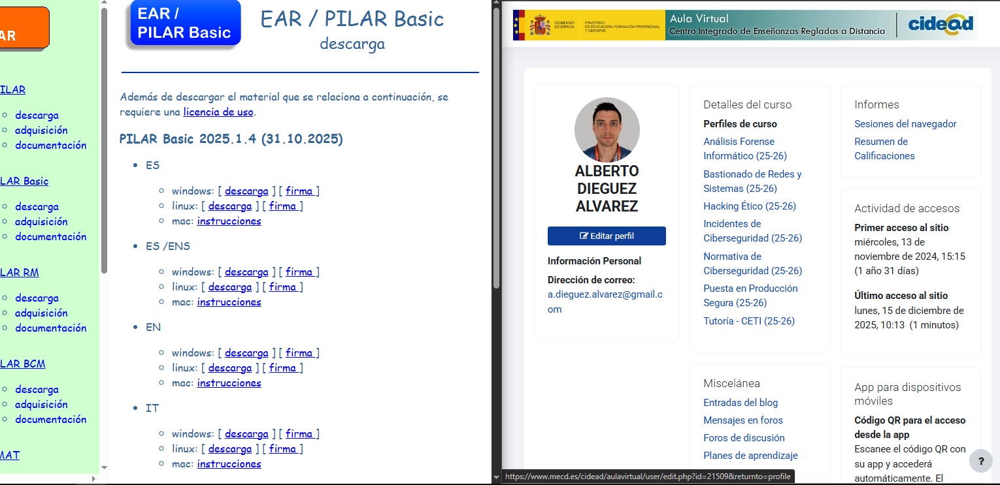 AR
ILAR
descarga
adquisición
documentación
LAR Basic
descarga
adquisición
documentación
LAR RM
descarga
adquisición
documentación
LAR BCM
descarga
adquisición
documentación
MAT
EAR /
PILAR Basic
EAR / PILAR Basic
descarga
Además de descargar el material que se relaciona a continuación, se
requiere una licencia de uso.
PILAR Basic 2025.1.4 (31.10.2025)
ES
windows: [ descarga ] [ firma ]
linux: [ descarga ] [ firma ]
mac: instrucciones
ES /ENS
windows: [ descarga ] [ firma ]
linux: [ descarga ] [ firma ]
mac: instrucciones
EN
windows: [ descarga ] [ firma ]
linux: [ descarga ] [ firma ]
mac: instrucciones
IT
windows: [ descarga ] [ firma ]
linux: [ descarga ] [ firma ]
mac: instrucciones
GOBIERNO
DE ESPAÑA
MINISTERIO
DE EDUCACIÓN, FORMACIÓN PROFESIONAL
Y DEPORTES
Aula Virtual
Centro Integrado de Enseñanzas Regladas a Distancia
cide@d
ALBERTO
DIEGUEZ
ALVAREZ
Editar perfil
Información Personal
Dirección de correo:
a.dieguez.alvarez@gmail.c
om
Detalles del curso
Perfiles de curso
Análisis Forense
Informático (25-26)
Bastionado de Redes y
Sistemas (25-26)
Hacking Ético (25-26)
Incidentes de
Ciberseguridad (25-26)
Normativa de
Ciberseguridad (25-26)
Puesta en Producción
Segura (25-26)
Tutoría - CETI (25-26)
Miscelánea
Entradas del blog
Mensajes en foros
Foros de discusión
Planes de aprendizaje
Informes
Sesiones del navegador
Resumen de
Calificaciones
Actividad de accesos
Primer acceso al sitio
miércoles, 13 de
noviembre de 2024, 15:15
(1 año 31 días)
Último acceso al sitio
lunes, 15 de diciembre de
2025, 10:13 (1 minutos)
App para dispositivos
móviles
Código QR para el acceso
desde la app
Escanee el código QR con
su app y accederá
automáticamente. El
?
https://www.mecd.es/cidead/aulavirtual/user/edit.php?id=21509&returnto=profile